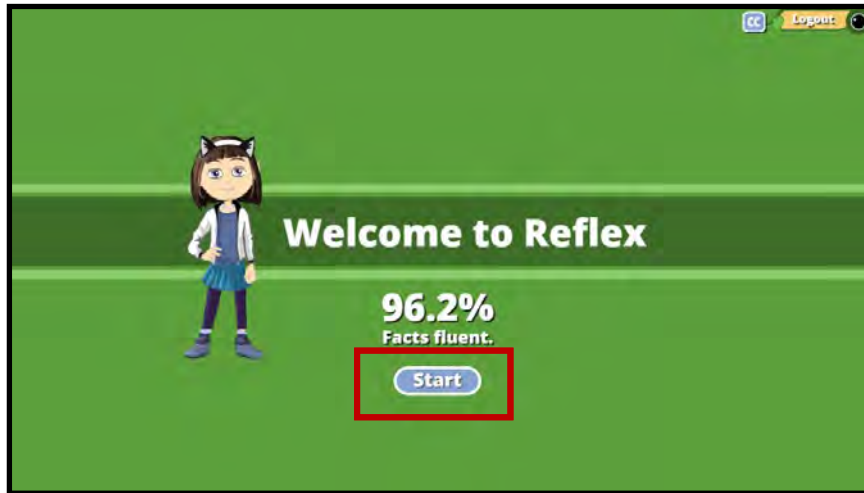 CC Logout
Welcome to Reflex
96.2%
Facts fluent.
Start